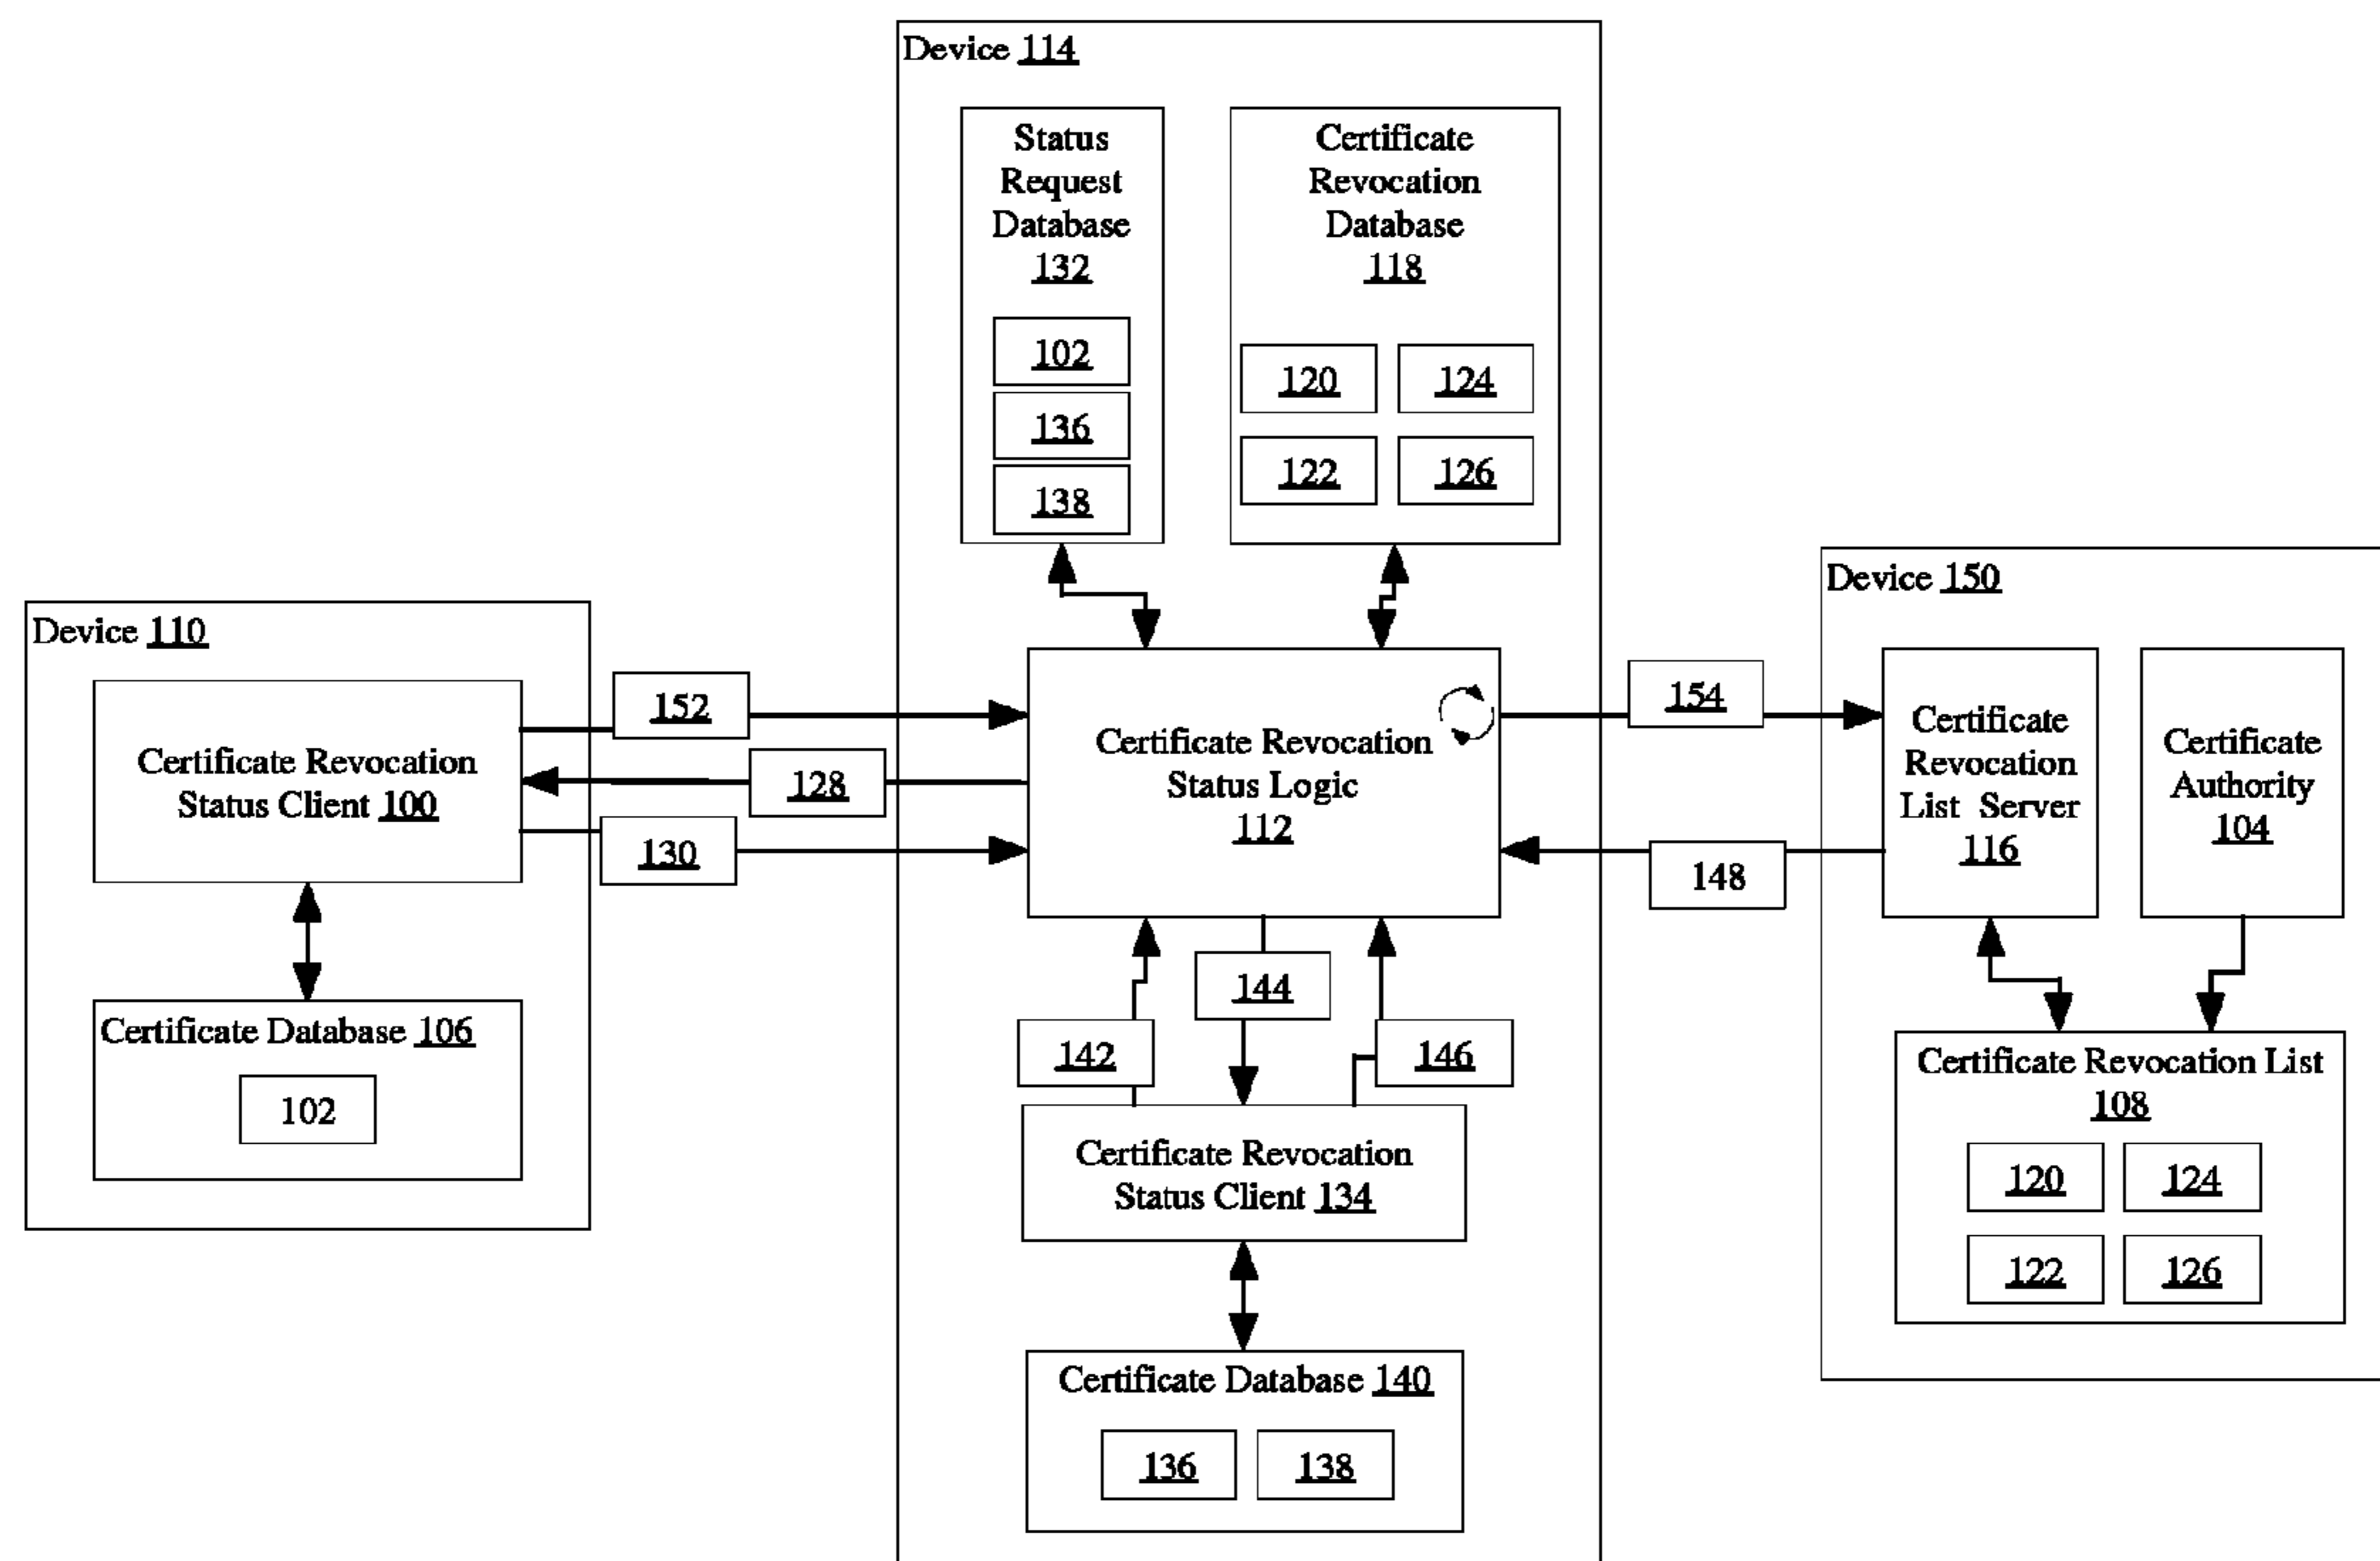 Device 114
Status
Request
Database
132
102
136
138
Certificate
Revocation
Database
118
120
124
122
126
Device 110
Certificate Revocation
Status Client 100
Certificate Database 106
102
152
128
130
Certificate Revocation
Status Logic
112
142
144
146
Certificate Revocation
Status Client 134
Certificate Database 140
136
138
154
148
Device 150
Certificate
Revocation
List Server
116
Certificate
Authority
104
Certificate Revocation List
108
120
124
122
126